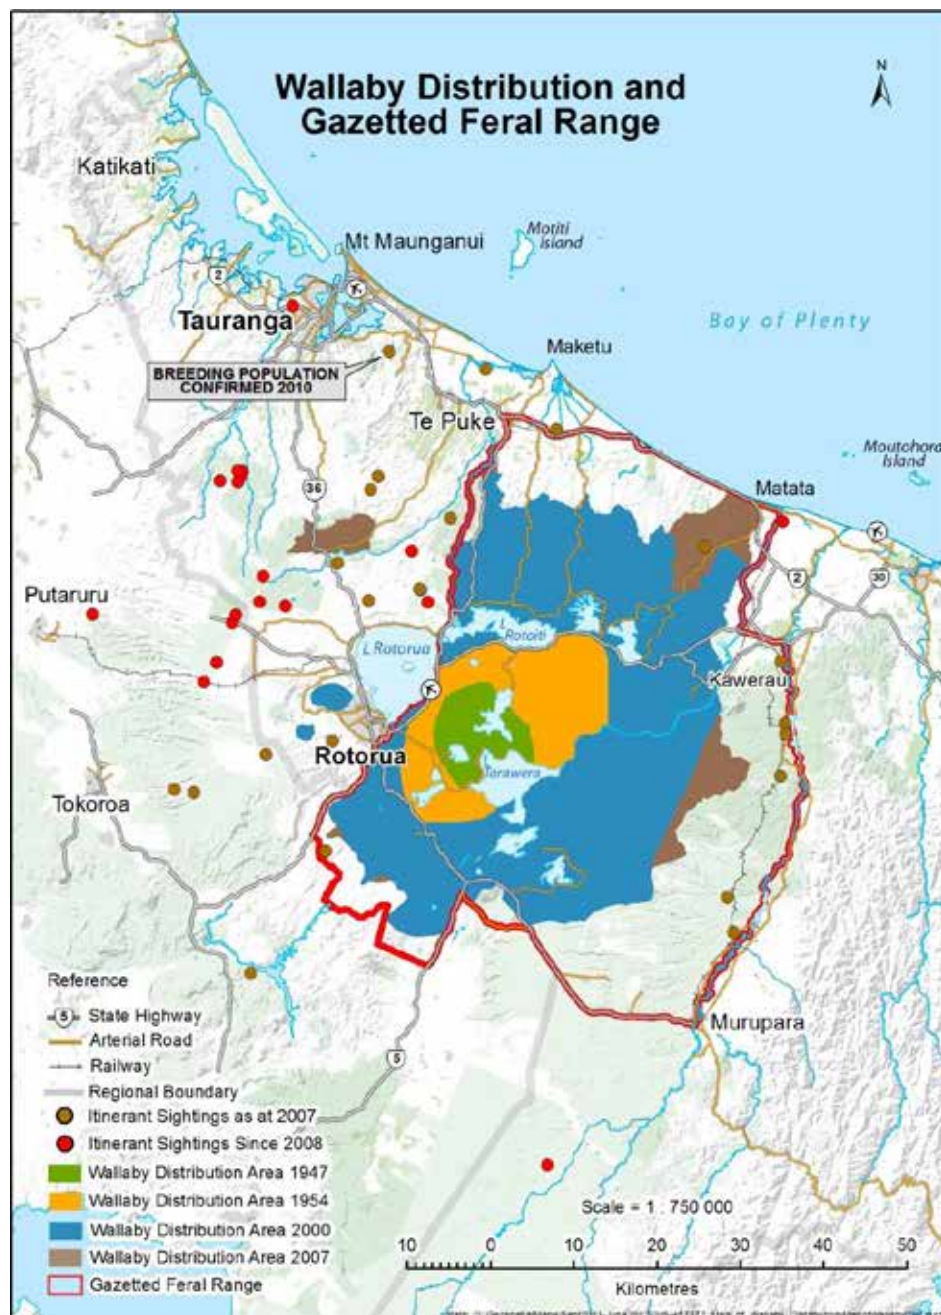 Wallaby Distribution and
Gazetted Feral Range
N
Katikati
Motiti
Island
Mt Maunganui
2
Tauranga
Bay of Plenty
Maketu
BREEDING POPULATION
CONFIRMED 2010
Te Puke
Moutohora
Island
36
Matata
2
30
Putaruru
L
Rotoiti
L Rotorua
Kawerau
Rotorua
L
Tarawera
Tokoroa
Murupara
5
Reference
5 State Highway
Arterial Road
Railway
Regional Boundary
Itinerant Sightings as at 2007
Itinerant Sightings Since 2008
Wallaby Distribution Area 1947
Wallaby Distribution Area 1954
Wallaby Distribution Area 2000
Wallaby Distribution Area 2007
Gazetted Feral Range
Scale = 1 : 750 000
10 0 10 20 30 40 50
Kilometres